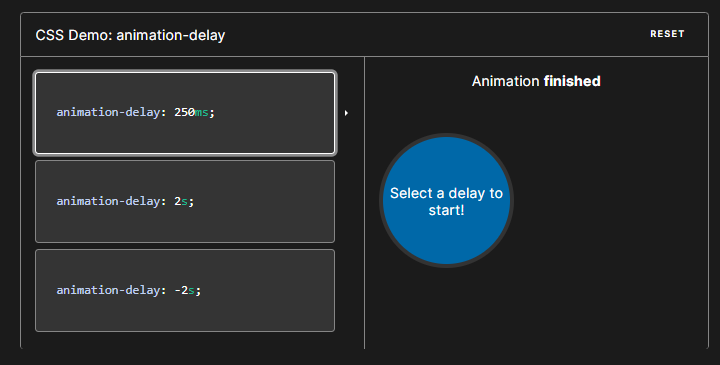 CSS Demo: animation-delay
RESET
animation-delay: 250ms;
animation-delay: 2s;
animation-delay: -2s;
Animation finished
Select a delay to
start!